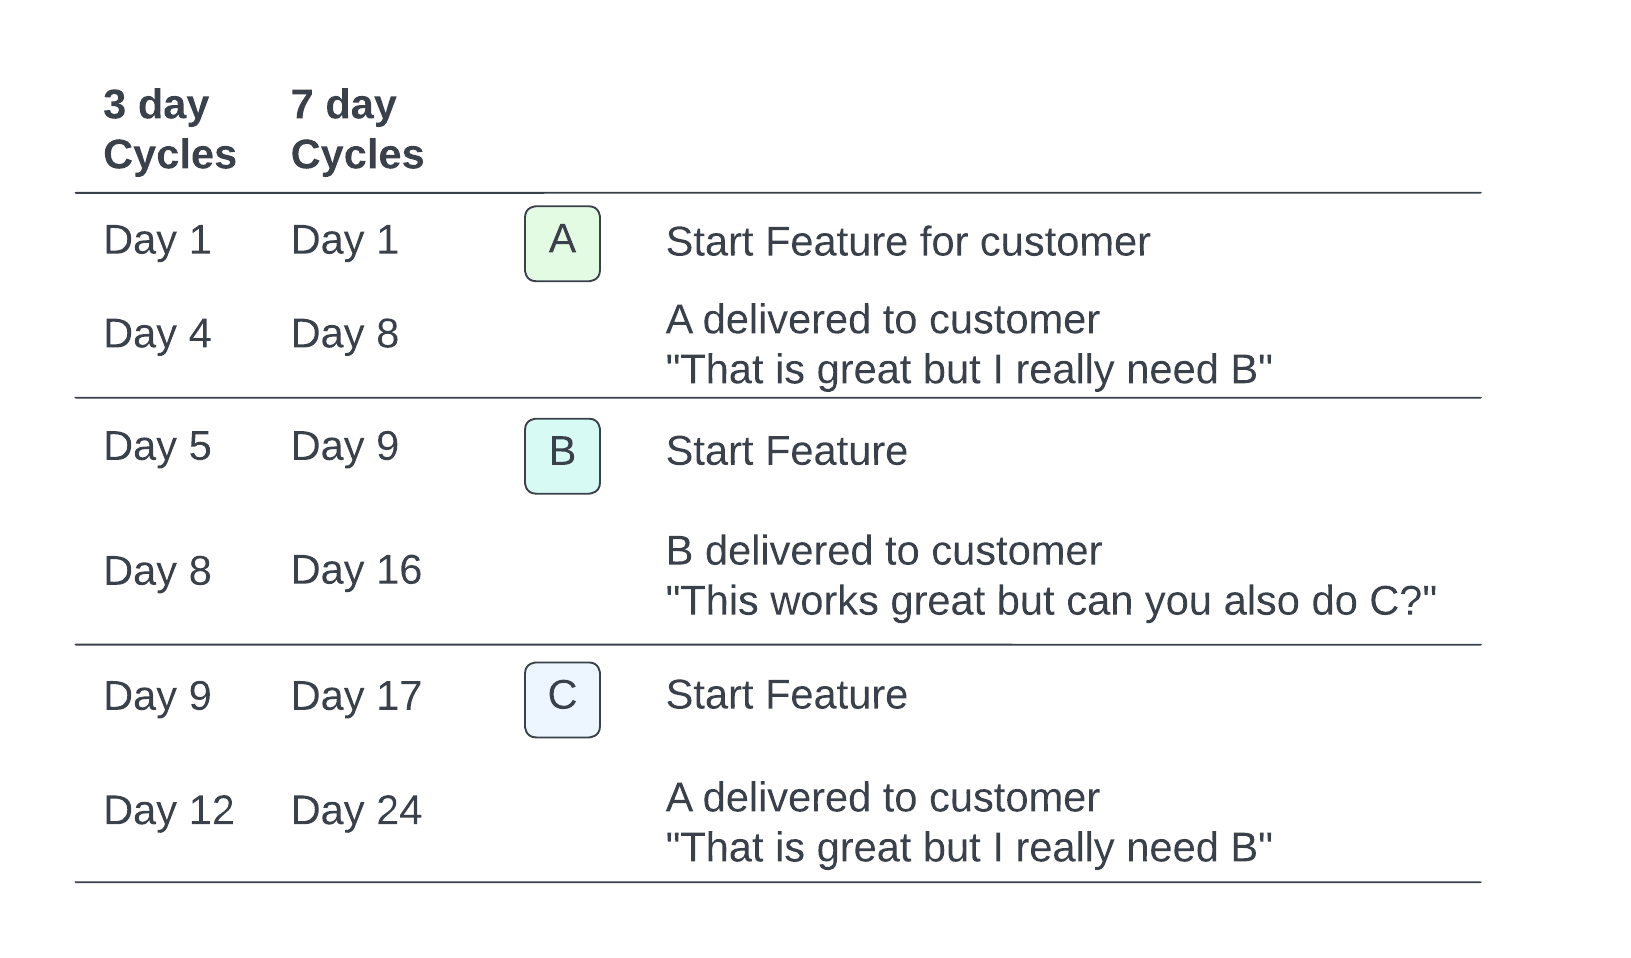 3 day
Cycles
7 day
Cycles
Day 1
Day 1
A
Start Feature for customer
Day 4
Day 8
A delivered to customer
"That is great but I really need B"
Day 5
Day 9
B
Start Feature
Day 8
Day 16
B delivered to customer
"This works great but can you also do C?"
Day 9
Day 17
C
Start Feature
Day 12
Day 24
A delivered to customer
"That is great but I really need B"